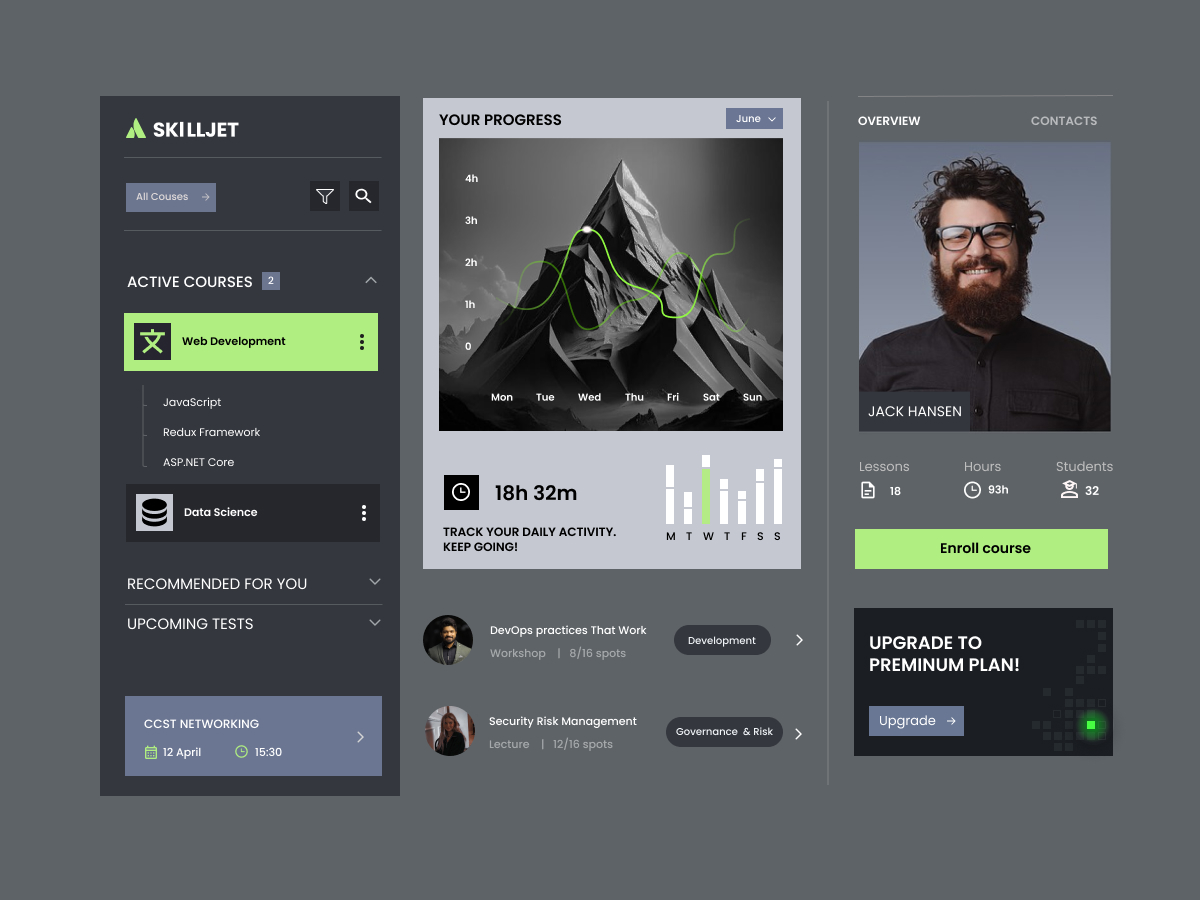 SKILLJET
All Couses
ACTIVE COURSES 2
文
Web Development
JavaScript
Redux Framework
ASP.NET Core
Data Science
RECOMMENDED FOR YOU
UPCOMING TESTS
CCST NETWORKING
12 April 15:30
YOUR PROGRESS
June
4h
3h
2h
1h
0
Mon Tue Wed Thu Fri Sat Sun
18h 32m
TRACK YOUR DAILY ACTIVITY.
KEEP GOING!
M T W T F S S
DevOps practices That Work
Workshop | 8/16 spots
Development
Security Risk Management
Lecture | 12/16 spots
Governance & Risk
OVERVIEW CONTACTS
JACK HANSEN
Lessons Hours Students
18 93h 32
Enroll course
UPGRADE TO
PREMINUM PLAN!
Upgrade